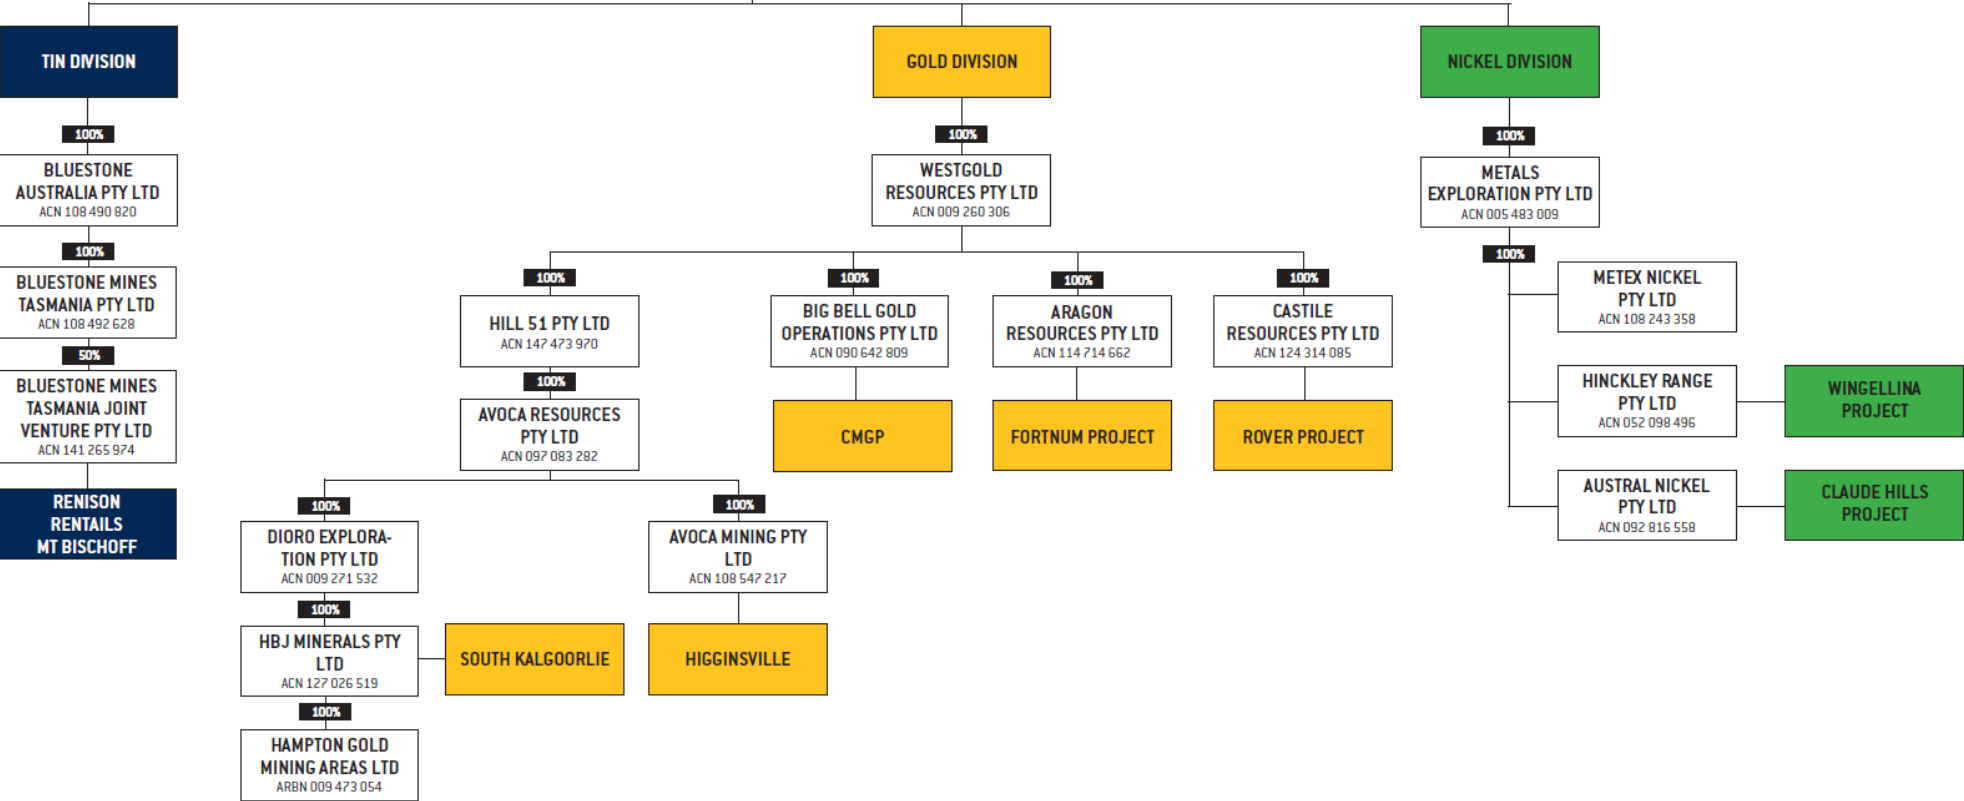 TIN DIVISION
GOLD DIVISION
NICKEL DIVISION
100%
BLUESTONE
AUSTRALIA PTY LTD
ACN 108 490 820
100%
BLUESTONE MINES
TASMANIA PTY LTD
ACN 108 492 628
50%
BLUESTONE MINES
TASMANIA JOINT
VENTURE PTY LTD
ACN 141 265 974
RENISON
RENTAILS
MT BISCHOFF
100%
WESTGOLD
RESOURCES PTY LTD
ACN 009 260 306
100%
HILL 51 PTY LTD
ACN 147 473 970
100%
AVOCA RESOURCES
PTY LTD
ACN 097 083 282
100%
DIORO EXPLORA-
TION PTY LTD
ACN 009 271 532
100%
HBJ MINERALS PTY
LTD
ACN 127 026 519
SOUTH KALGOORLIE
100%
HAMPTON GOLD
MINING AREAS LTD
ARBN 009 473 054
100%
AVOCA MINING PTY
LTD
ACN 108 547 217
HIGGINSVILLE
100%
BIG BELL GOLD
OPERATIONS PTY LTD
ACN 090 642 809
CMGP
100%
ARAGON
RESOURCES PTY LTD
ACN 114 714 662
FORTNUM PROJECT
100%
CASTILE
RESOURCES PTY LTD
ACN 124 314 085
ROVER PROJECT
100%
METALS
EXPLORATION PTY LTD
ACN 005 483 009
100%
METEX NICKEL
PTY LTD
ACN 108 243 358
HINCKLEY RANGE
PTY LTD
ACN 052 098 496
WINGELLINA
PROJECT
AUSTRAL NICKEL
PTY LTD
ACN 092 816 558
CLAUDE HILLS
PROJECT